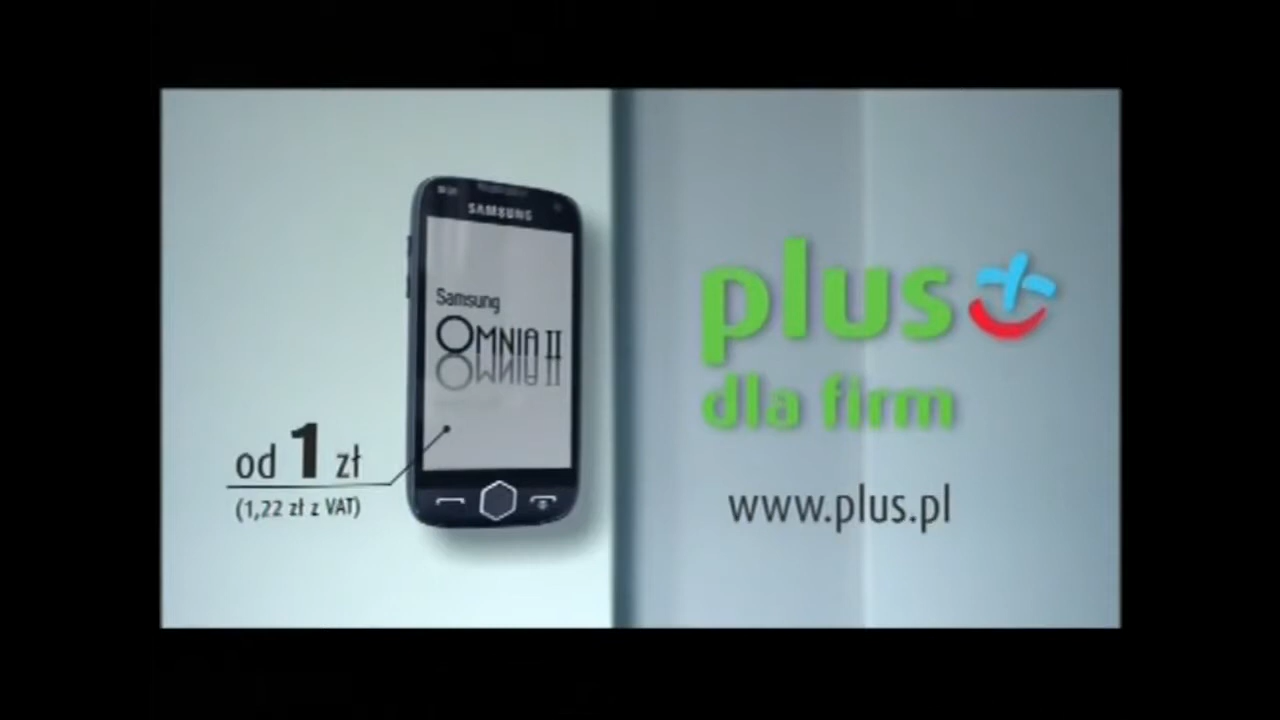 SAMSUNG
Samsung
OMNIA II
od 1 zł
(1,22 zł z VAT)
plus
dla firm
www.plus.pl